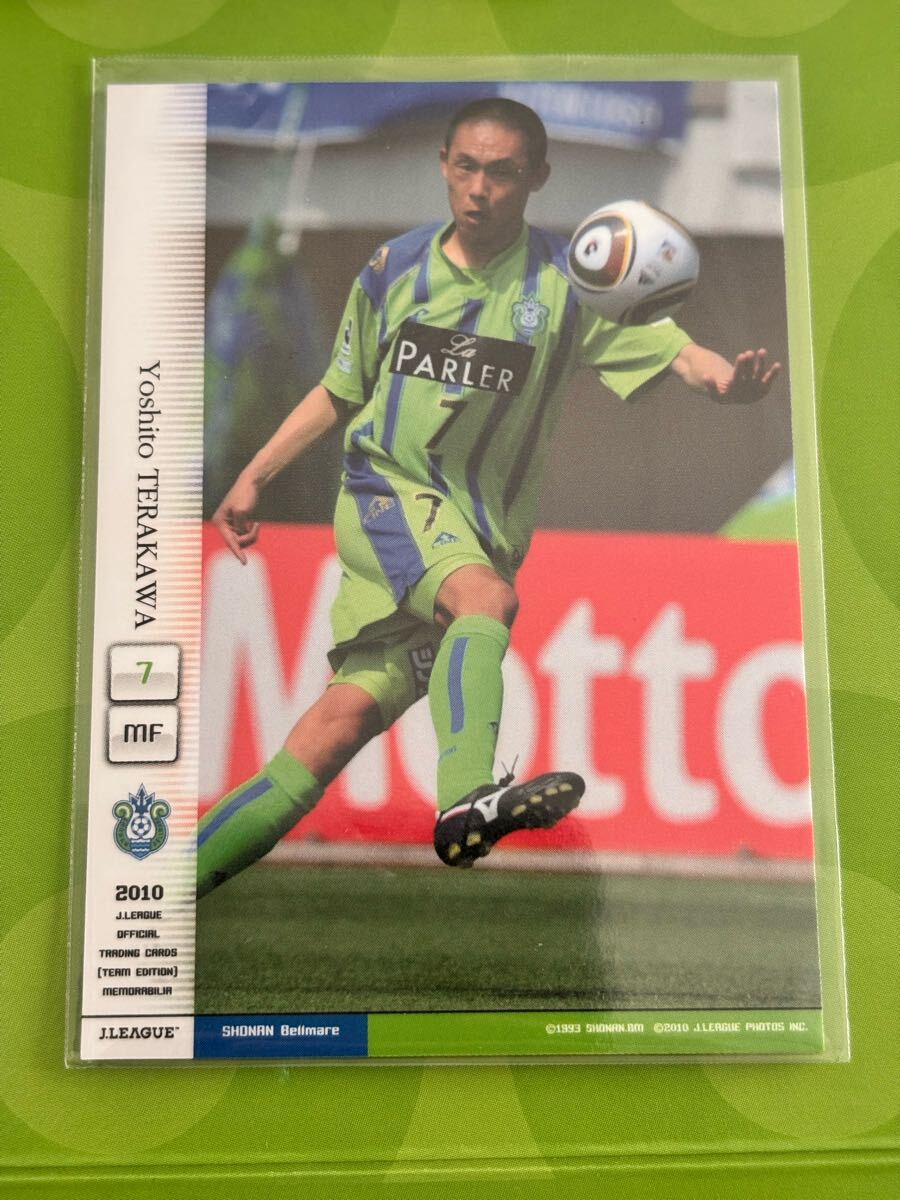 Yoshito TERAKAWA
7
MF
2010
J.LEAGUE
OFFICIAL
TRADING CARDS
[TEAM EDITION]
MEMORABILIA
J.LEAGUE™
La
PARLER
7
7
Motto
SHONAN Bellmare
©1993 SHONAN.BM ©2010 J.LEAGUE PHOTOS INC.